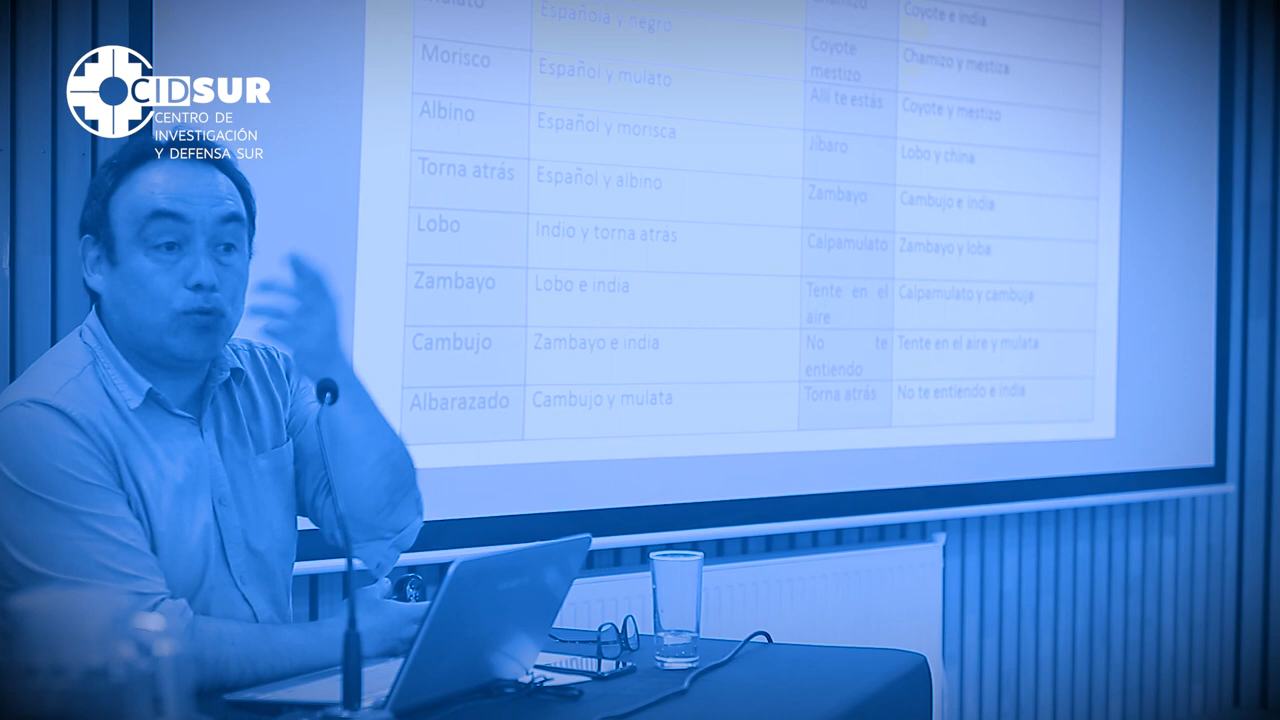 CIDSUR
CENTRO DE
INVESTIGACIÓN
Y DEFENSA SUR
Española y negro
Coyote e india
Morisco
Español y mulato
Coyote
mestizo
Chamizo y mestiza
Albino
Español y morisca
Allí te estás
Coyote y mestizo
Torna atrás
Español y albino
Jíbaro
Lobo y china
Lobo
Indio y torna atrás
Zambayo
Cambujo e india
Zambayo
Lobo e india
Calpamulato
Zambayo y loba
Cambujo
Zambayo e india
Tente en el
aire
Calpamulato y cambuja
Albarazado
Cambujo y mulata
No te
entiendo
Tente en el aire y mulata
Torna atrás
No te entiendo e india